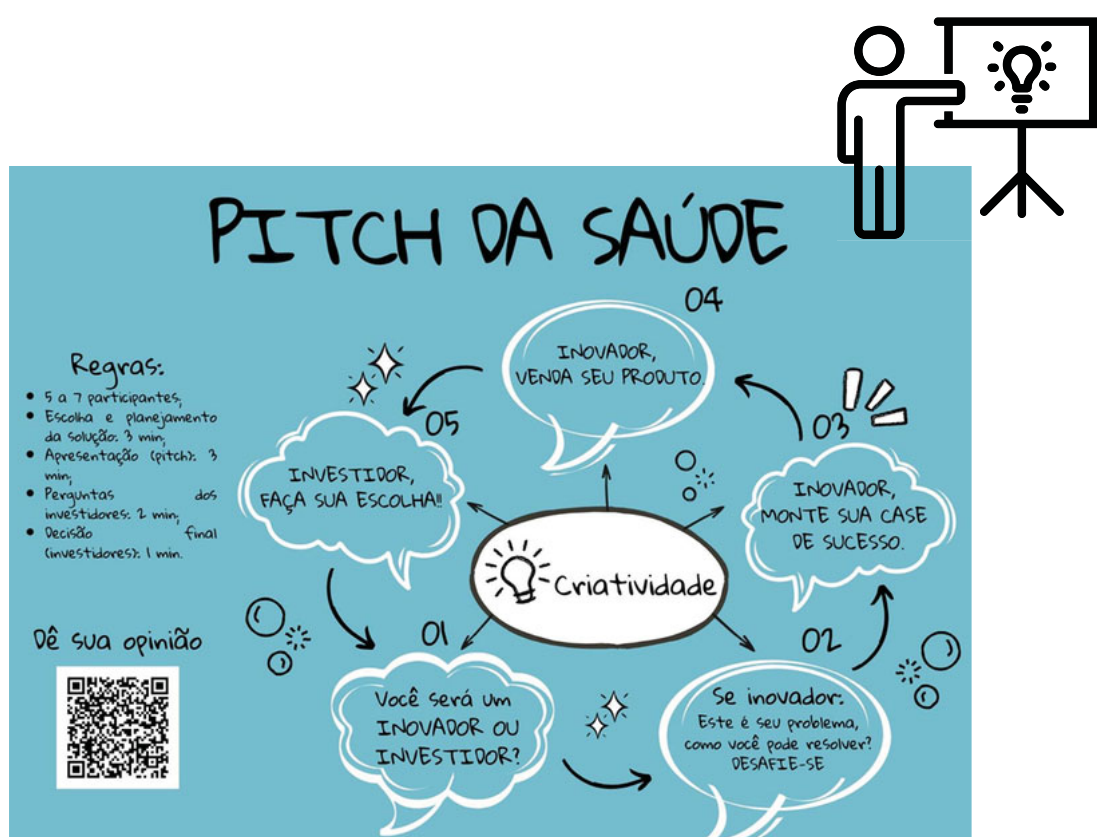 PITCH DA SAÚDE
Regras:
5 a 7 participantes;
Escolha e planejamento
da solução: 3 min;
Apresentação (pitch): 3
min;
Perguntas dos
investidores: 2 min;
Decisão final
(investidores): 1 min.
Dê sua opinião
Criatividade
01
Você será um
INOVADOR OU
INVESTIDOR?
02
Se inovador:
Este é seu problema,
como você pode resolver?
DESAFIE-SE
03
INOVADOR,
MONTE SUA CASE
DE SUCESSO.
04
INOVADOR,
VENDA SEU PRODUTO.
05
INVESTIDOR,
FAÇA SUA ESCOLHA!!